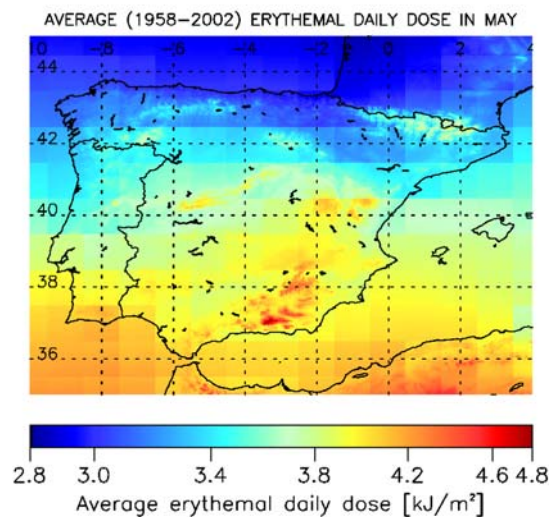 AVERAGE (1958–2002) ERYTHEMAL DAILY DOSE IN MAY
-10 -8 -6 -4 -2 0 2 4
44
42
40
38
36
2.8 3.0 3.4 3.8 4.2 4.6 4.8
Average erythemal daily dose [kJ/m²]